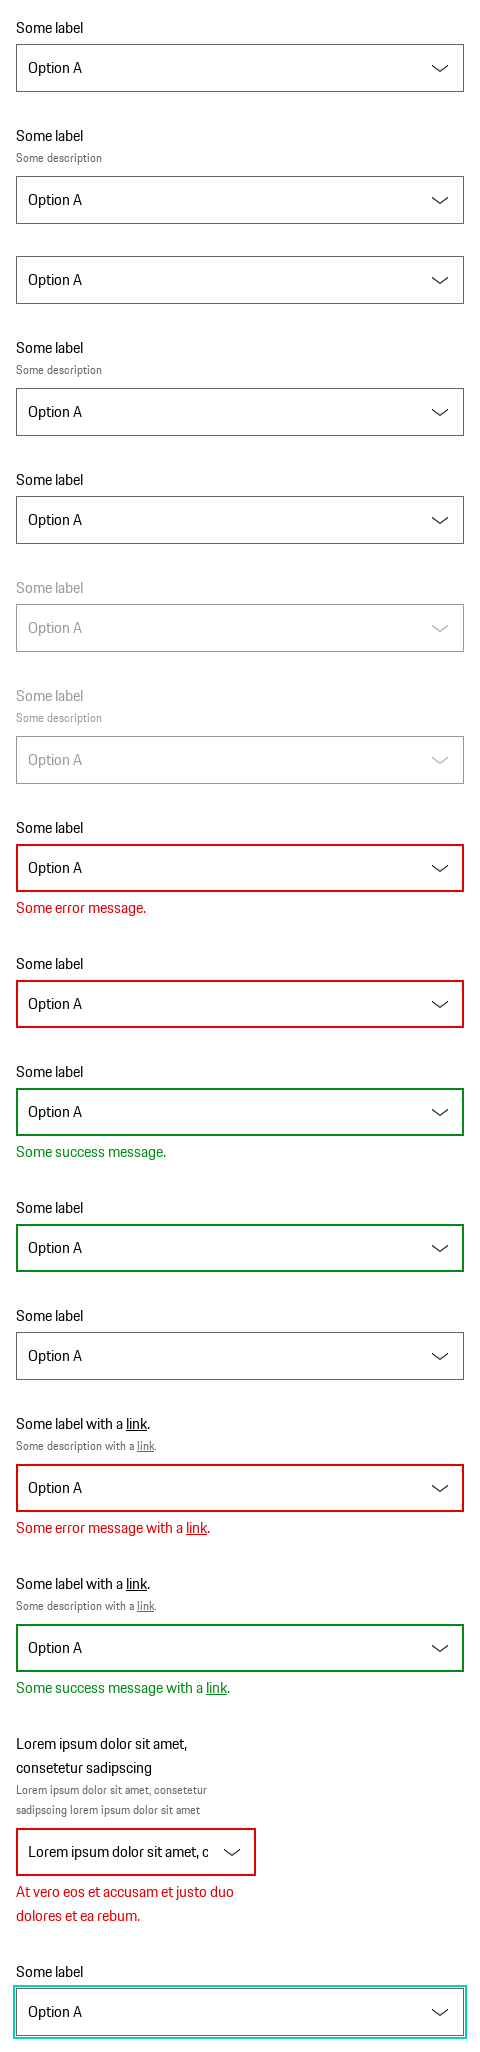 Some label
Option A
Some label
Some description
Option A
Option A
Some label
Some description
Option A
Some label
Option A
Some label
Option A
Some label
Some description
Option A
Some label
Option A
Some error message.
Some label
Option A
Some label
Option A
Some success message.
Some label
Option A
Some label
Option A
Some label with a link.
Some description with a link.
Option A
Some error message with a link.
Some label with a link.
Some description with a link.
Option A
Some success message with a link.
Lorem ipsum dolor sit amet,
consetetur sadipscing
Lorem ipsum dolor sit amet, consetetur
sadipscing lorem ipsum dolor sit amet
Lorem ipsum dolor sit amet, c
At vero eos et accusam et justo duo
dolores et ea rebum.
Some label
Option A